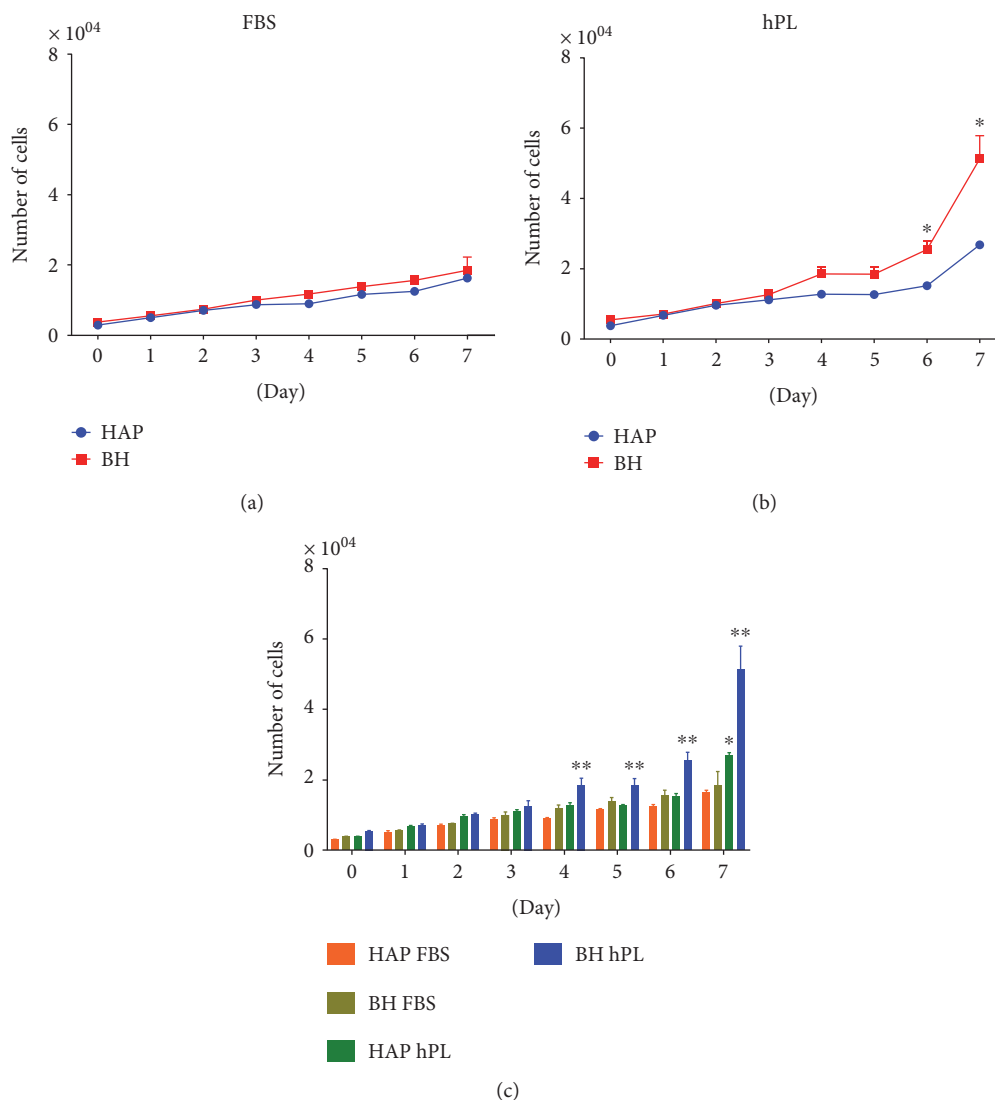 FBS
× 10⁰⁴
8
6
4
2
0
Number of cells
0 1 2 3 4 5 6 7
(Day)
HAP
BH
(a)
hPL
× 10⁰⁴
8
6
4
2
0
Number of cells
*
*
0 1 2 3 4 5 6 7
(Day)
HAP
BH
(b)
× 10⁰⁴
8
6
4
2
0
Number of cells
**
**
**
*
**
0 1 2 3 4 5 6 7
(Day)
HAP FBS
BH hPL
BH FBS
HAP hPL
(c)